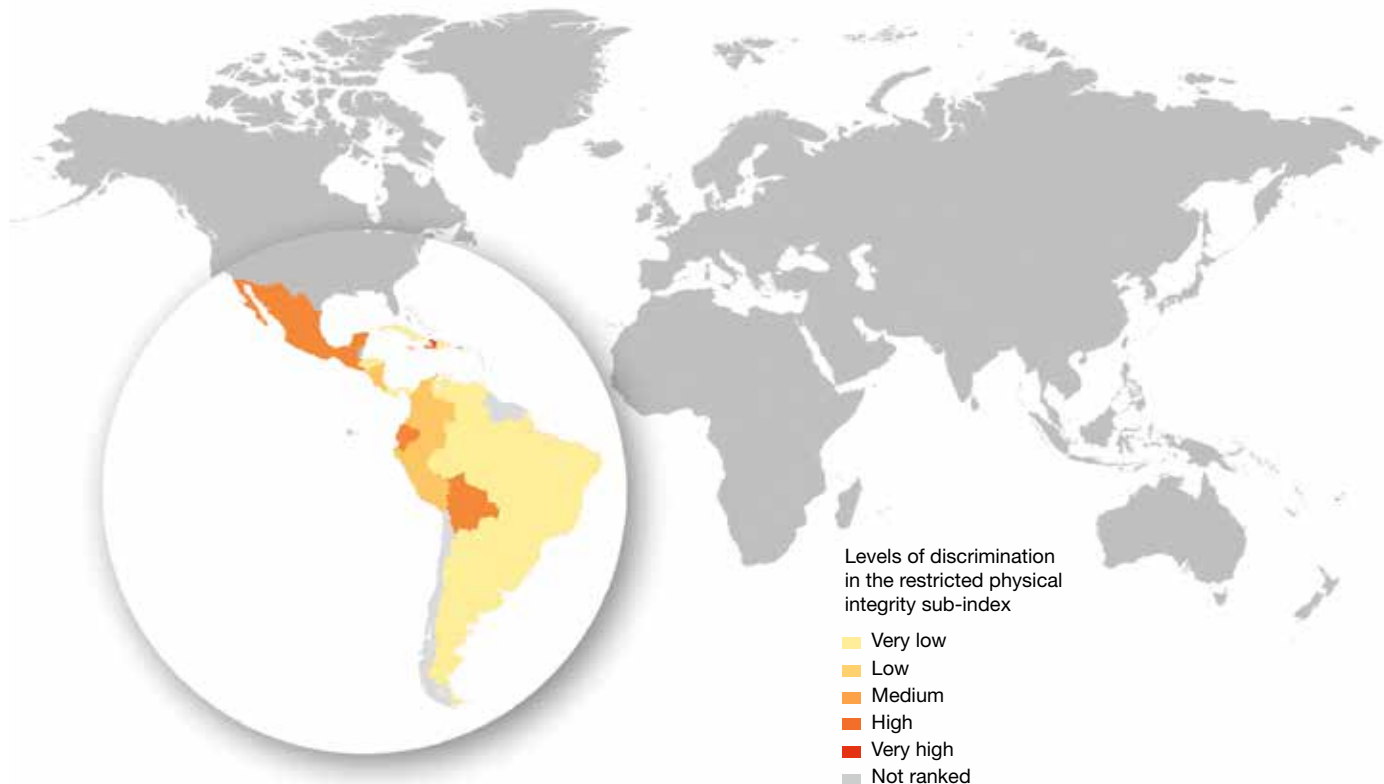 Levels of discrimination
in the restricted physical
integrity sub-index
Very low
Low
Medium
High
Very high
Not ranked